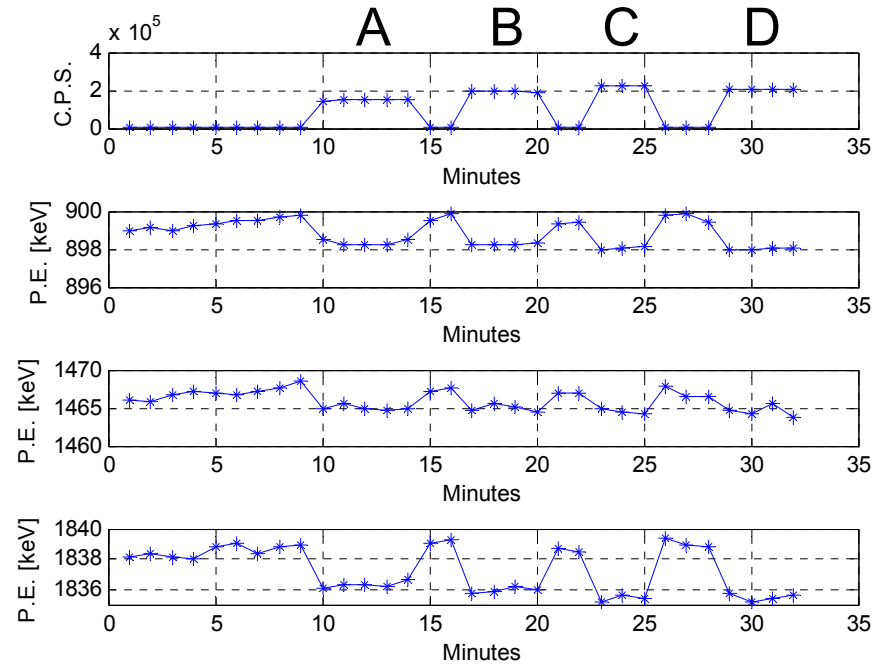 A B C D
x 10^5
C.P.S.
4
2
0
0 5 10 15 20 25 30 35
Minutes
P.E. [keV]
900
898
896
0 5 10 15 20 25 30 35
Minutes
P.E. [keV]
1470
1465
1460
0 5 10 15 20 25 30 35
Minutes
P.E. [keV]
1840
1838
1836
0 5 10 15 20 25 30 35
Minutes